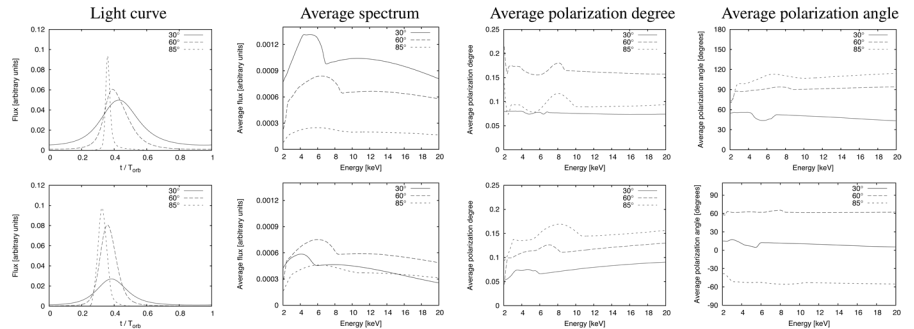 Light curve
Average spectrum
Average polarization degree
Average polarization angle
Flux [arbitrary units]
0.12
0.1
0.08
0.06
0.04
0.02
0
30°
60°
85°
0 0.2 0.4 0.6 0.8 1
t / Torb
Average flux [arbitrary units]
0.0012
0.0009
0.0006
0.0003
0
30°
60°
85°
2 4 6 8 10 12 14 16 18 20
Energy [keV]
Average polarization degree
0.25
0.2
0.15
0.1
0.05
30°
60°
85°
2 4 6 8 10 12 14 16 18 20
Energy [keV]
Average polarization angle [degrees]
180
150
120
90
60
30
0
30°
60°
85°
2 4 6 8 10 12 14 16 18 20
Energy [keV]
Flux [arbitrary units]
0.12
0.1
0.08
0.06
0.04
0.02
0
30°
60°
85°
0 0.2 0.4 0.6 0.8 1
t / Torb
Average flux [arbitrary units]
0.0012
0.0009
0.0006
0.0003
0
30°
60°
85°
2 4 6 8 10 12 14 16 18 20
Energy [keV]
Average polarization degree
0.25
0.2
0.15
0.1
0.05
0
30°
60°
85°
2 4 6 8 10 12 14 16 18 20
Energy [keV]
Average polarization angle [degrees]
90
60
30
0
-30
-60
-90
30°
60°
85°
2 4 6 8 10 12 14 16 18 20
Energy [keV]